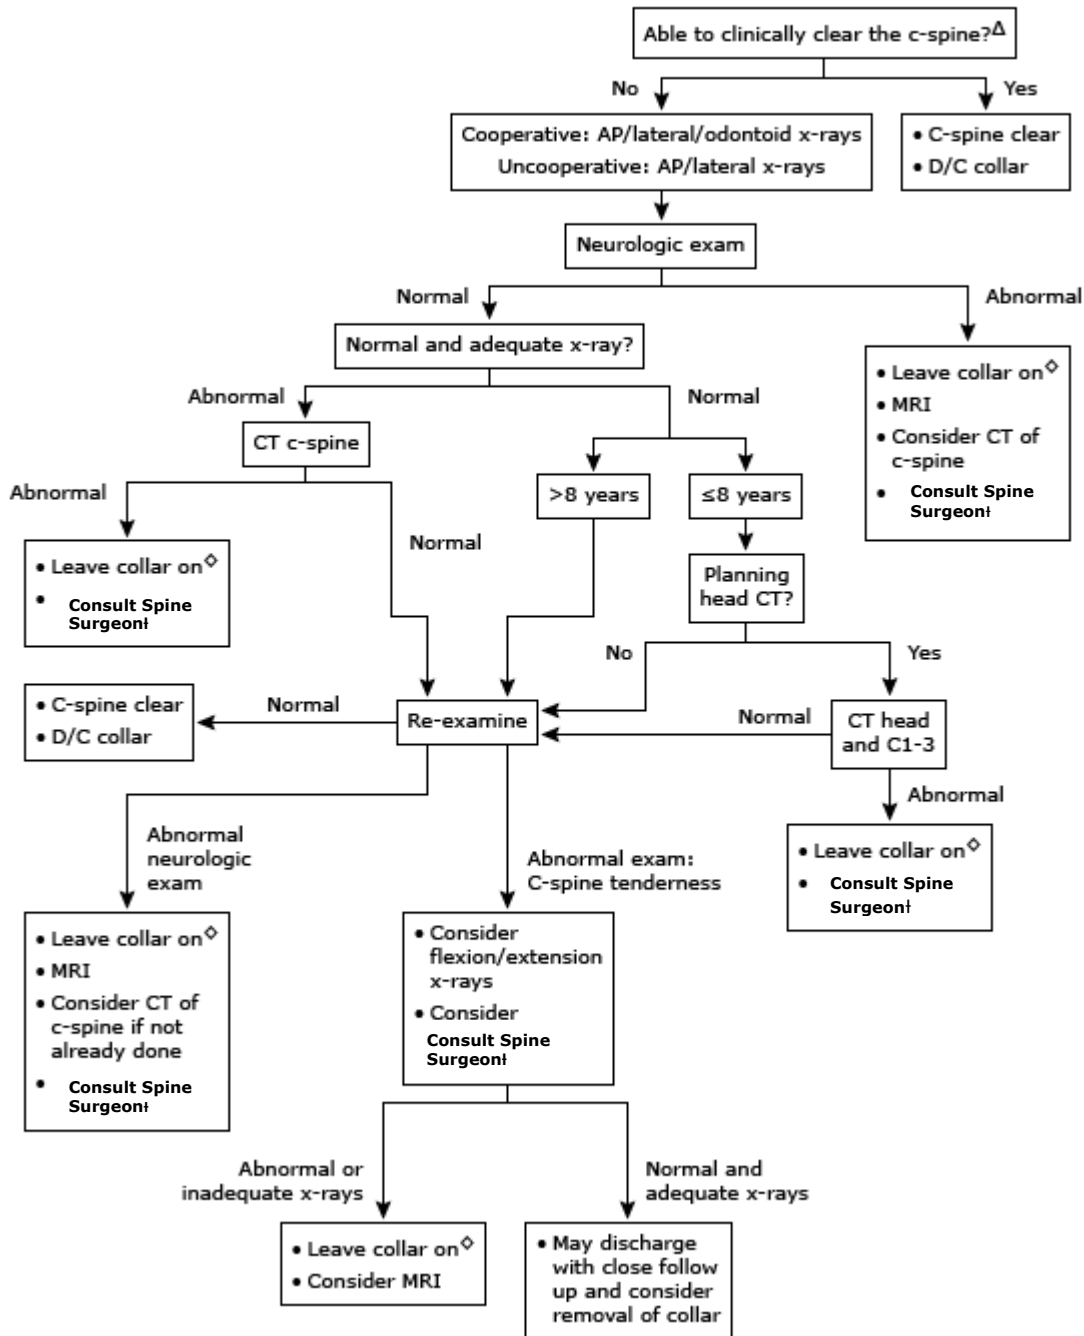 Able to clinically clear the c-spine?Δ
No
Yes
Cooperative: AP/lateral/odontoid x-rays
Uncooperative: AP/lateral x-rays
• C-spine clear
• D/C collar
Neurologic exam
Normal
Abnormal
Normal and adequate x-ray?
• Leave collar on◇
• MRI
• Consider CT of
c-spine
• Consult Spine
Surgeonƚ
Abnormal
Normal
CT c-spine
>8 years
≤8 years
Abnormal
Normal
• Leave collar on◇
• Consult Spine
Surgeonƚ
Planning
head CT?
No
Yes
• C-spine clear
• D/C collar
Normal
Re-examine
Normal
CT head
and C1-3
Abnormal
• Leave collar on◇
• Consult Spine
Surgeonƚ
Abnormal
neurologic
exam
Abnormal exam:
C-spine tenderness
• Leave collar on◇
• MRI
• Consider CT of
c-spine if not
already done
• Consult Spine
Surgeonƚ
• Consider
flexion/extension
x-rays
• Consider
Consult Spine
Surgeonƚ
Abnormal or
inadequate x-rays
Normal and
adequate x-rays
• Leave collar on◇
• Consider MRI
• May discharge
with close follow
up and consider
removal of collar